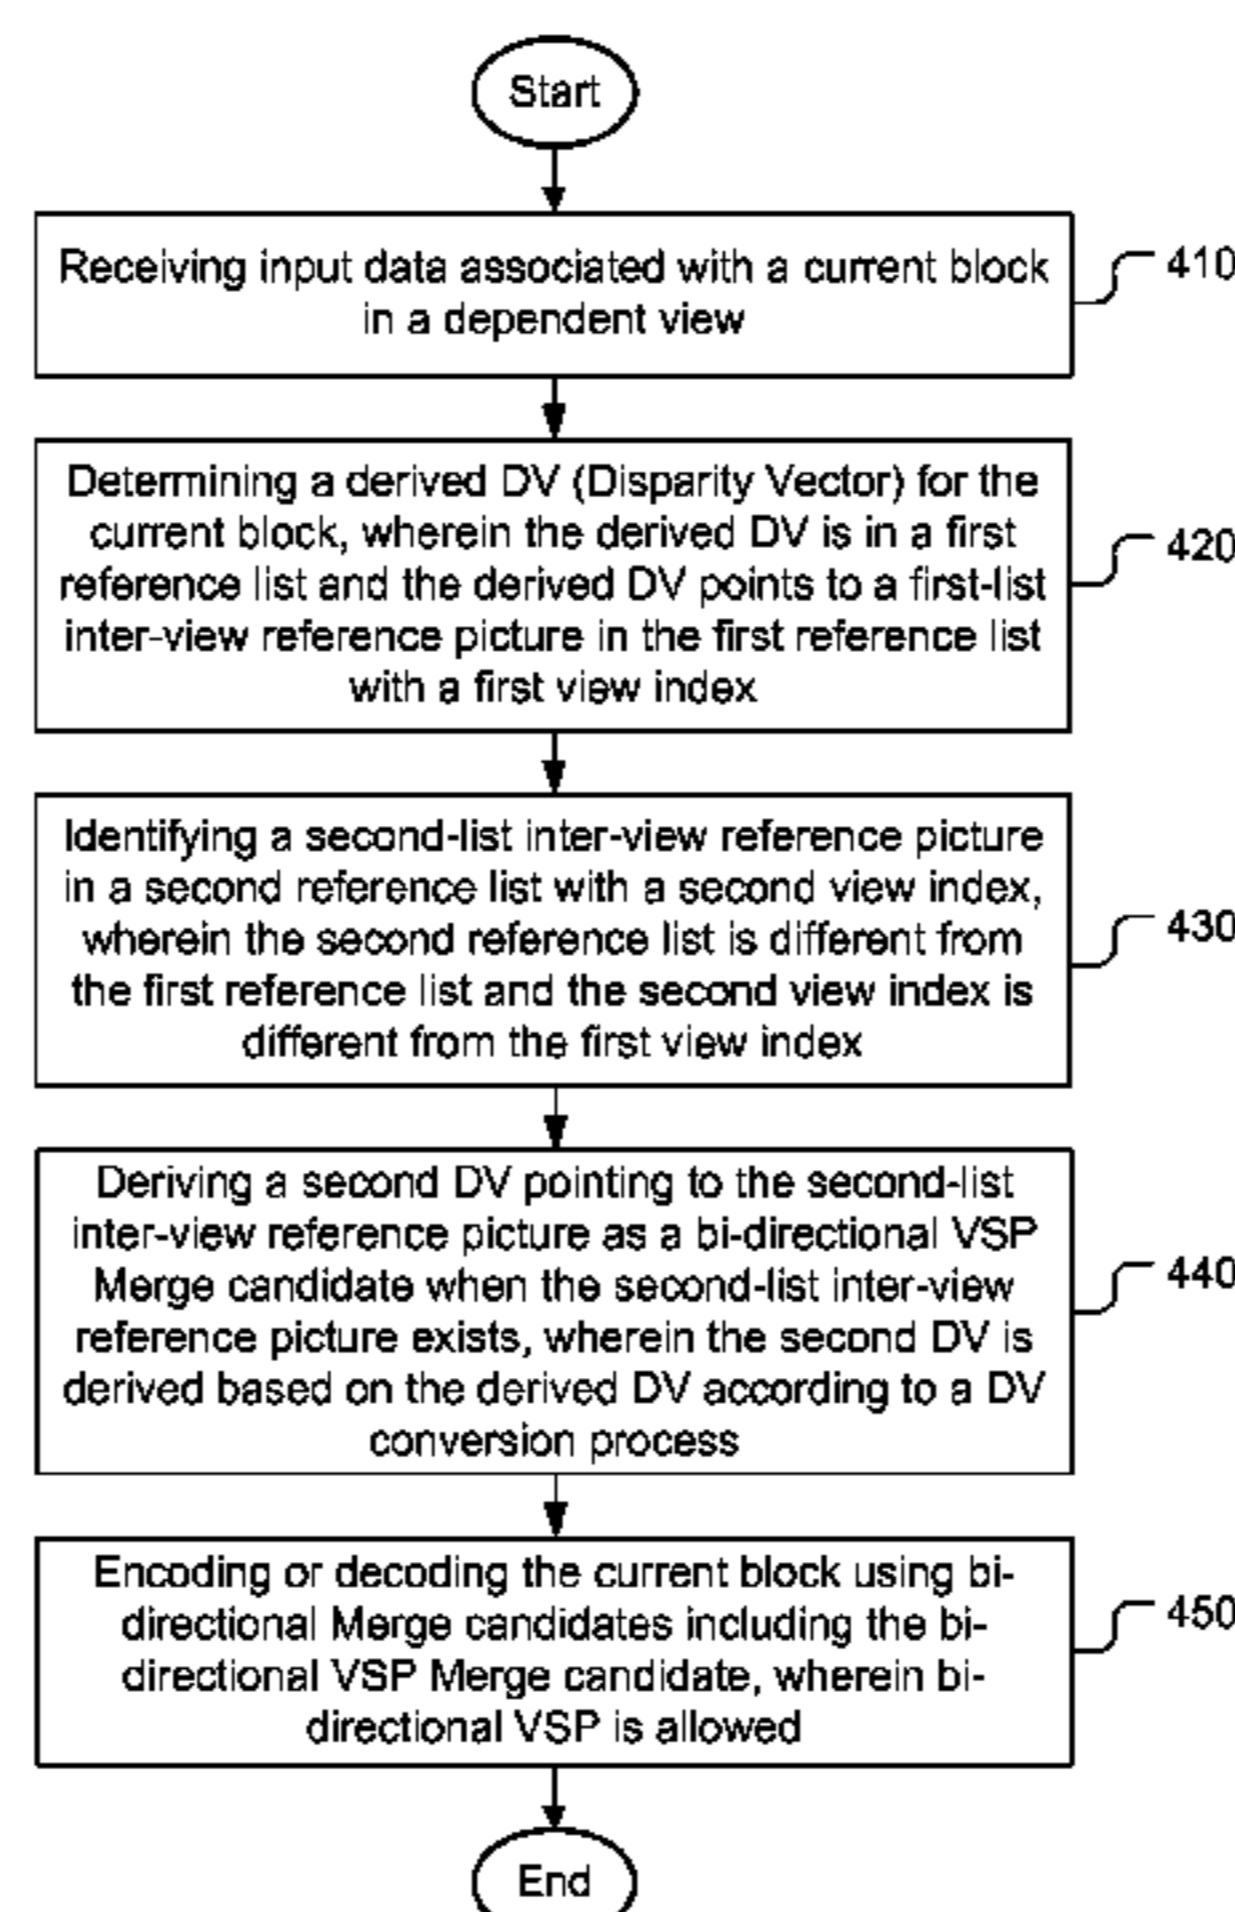 Start
Receiving input data associated with a current block
in a dependent view
410
Determining a derived DV (Disparity Vector) for the
current block, wherein the derived DV is in a first
reference list and the derived DV points to a first-list
inter-view reference picture in the first reference list
with a first view index
420
Identifying a second-list inter-view reference picture
in a second reference list with a second view index,
wherein the second reference list is different from
the first reference list and the second view index is
different from the first view index
430
Deriving a second DV pointing to the second-list
inter-view reference picture as a bi-directional VSP
Merge candidate when the second-list inter-view
reference picture exists, wherein the second DV is
derived based on the derived DV according to a DV
conversion process
440
Encoding or decoding the current block using bi-
directional Merge candidates including the bi-
directional VSP Merge candidate, wherein bi-
directional VSP is allowed
450
End